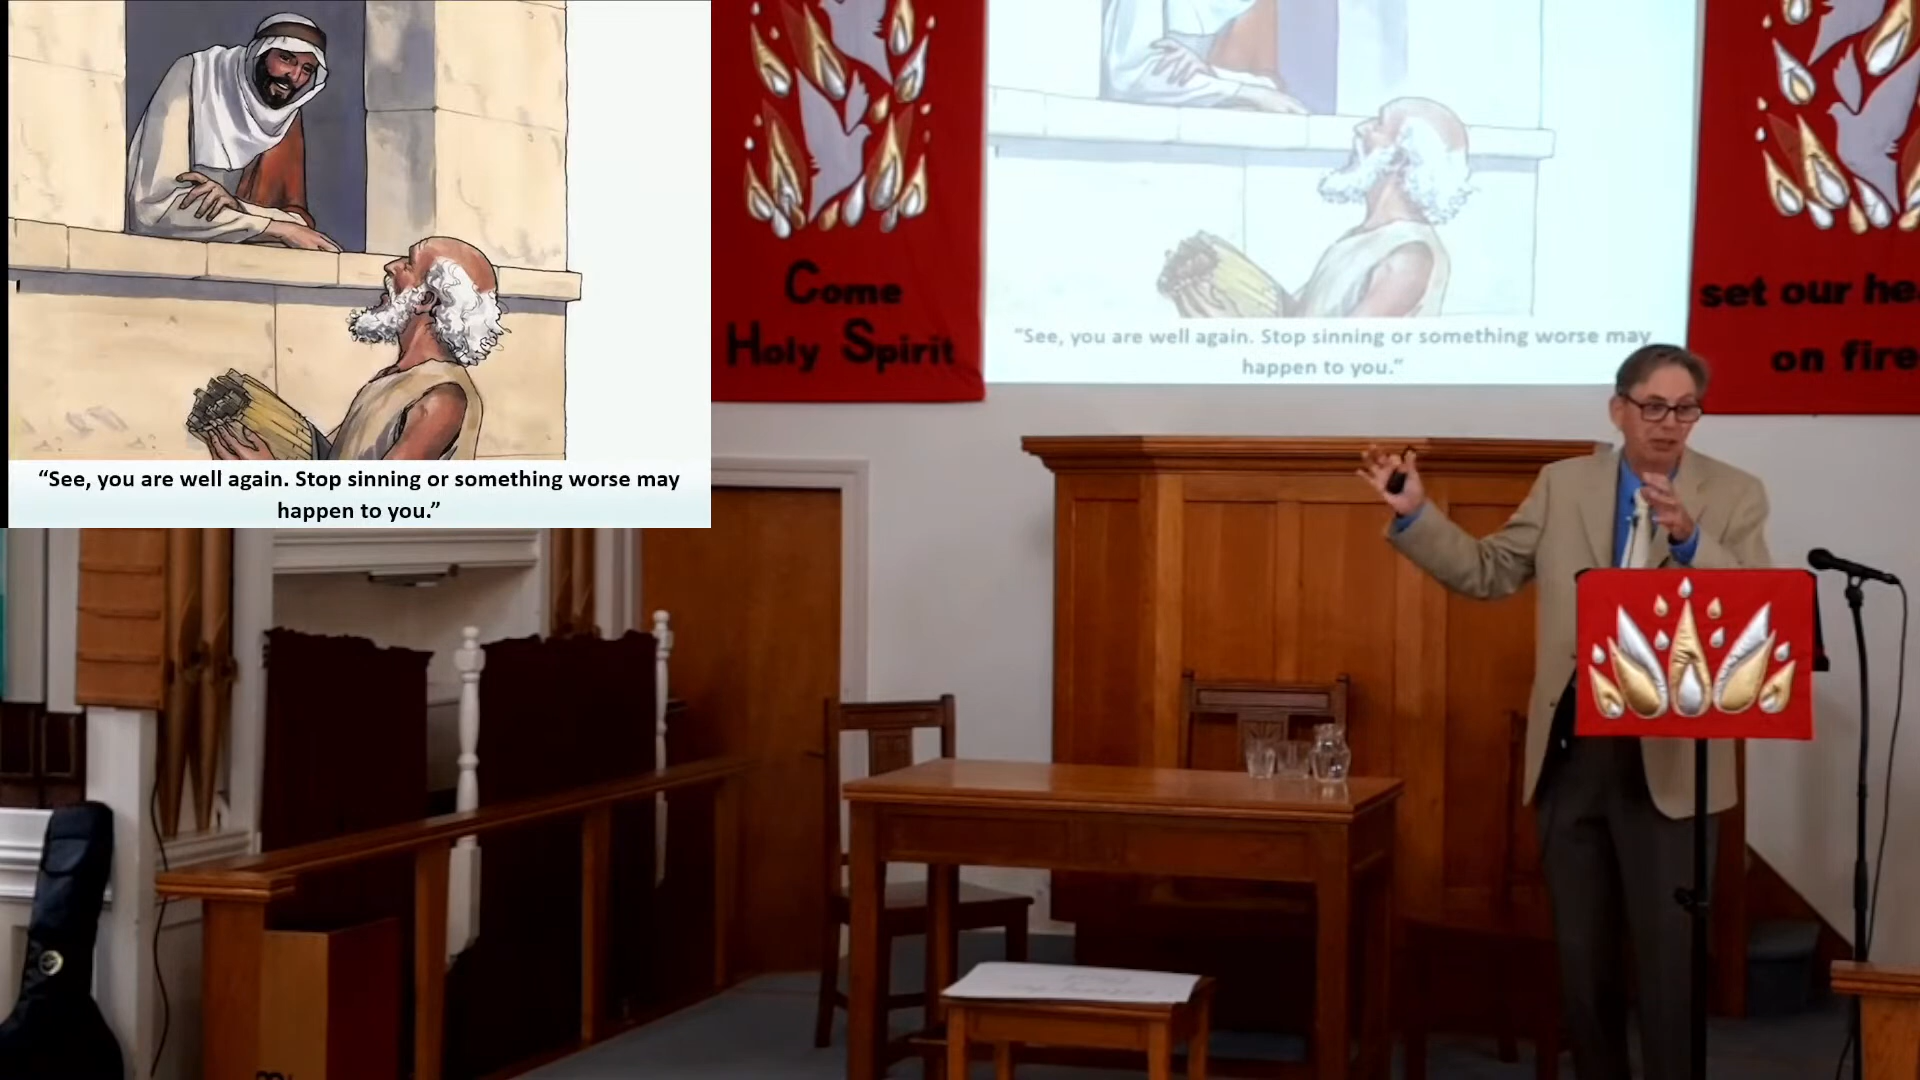 “See, you are well again. Stop sinning or something worse may
happen to you.”
Come
Holy Spirit
"See, you are well again. Stop sinning or something worse may
happen to you."
set our he
on fire